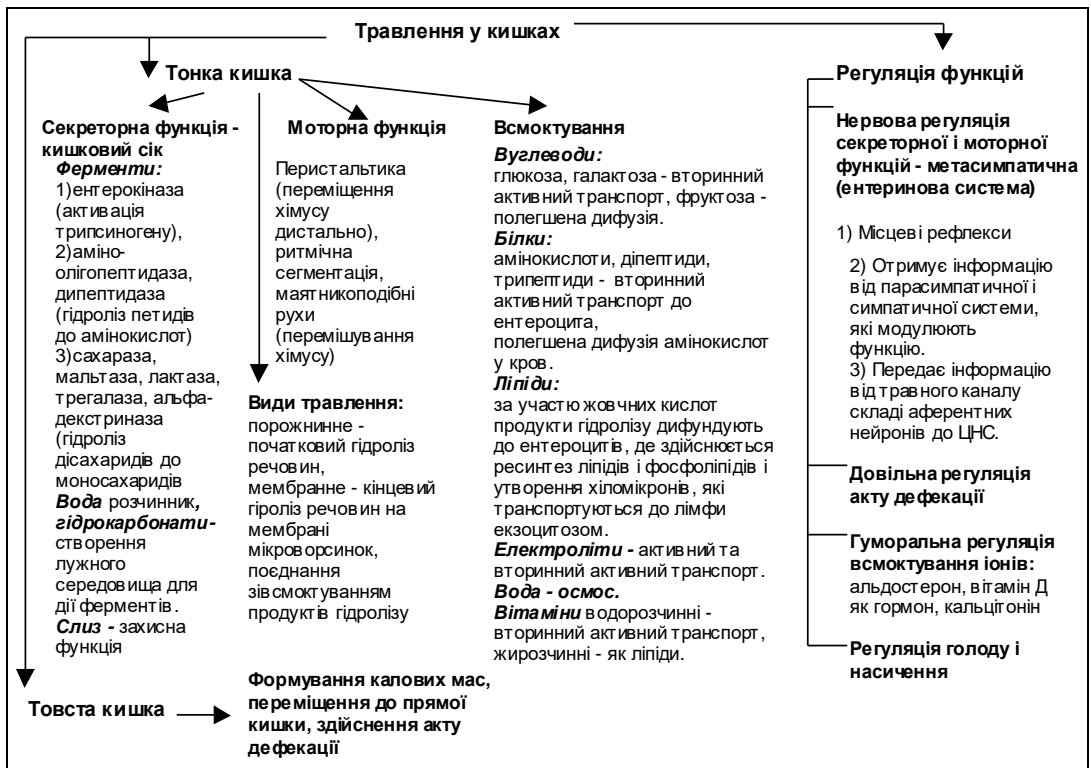 Травлення у кишках
Тонка кишка
Секреторна функція -
кишковий сік
Ферменти:
1)ентерокіназа
(активація
трипсиногену),
2)аміно-
олігопептидаза,
дипептидаза
(гідроліз петидів
до амінокислот)
3)сахараза,
мальтаза, лактаза,
трегалаза, альфа-
декстриназа
(гідроліз
дісахаридів до
моносахаридів
Вода розчинник,
гідрокарбонати-
створення
лужного
середовища для
дії ферментів.
Слиз - захисна
функція
Моторна функція
Перистальтика
(переміщення
хімусу
дистально),
ритмічна
сегментація,
маятникоподібні
рухи
(перемішування
хімусу)
Види травлення:
порожнинне -
початковий гідроліз
речовин,
мембранне - кінцевий
гіроліз речовин на
мембрані
мікроворсинок,
поєднання
зівсмоктуванням
продуктів гідролізу
Всмоктування
Вуглеводи:
глюкоза, галактоза - вторинний
активний транспорт, фруктоза -
полегшена дифузія.
Білки:
амінокислоти, діпептиди,
трипептиди - вторинний
активний транспорт до
ентероцита,
полегшена дифузія амінокислот
у кров.
Ліпіди:
за участю жовчних кислот
продукти гідролізу дифундують
до ентероцитів, де здійснюється
ресинтез ліпідів і фосфоліпідів і
утворення хіломікронів, які
транспортуються до лімфи
екзоцитозом.
Електроліти - активний та
вторинний активний транспорт.
Вода - осмос.
Вітаміни водорозчинні -
вторинний активний транспорт,
жирозчинні - як ліпіди.
Регуляція функцій
Нервова регуляція
секреторної і моторної
функцій - метасимпатична
(ентеринова система)
1) Місцеві рефлекси
2) Отримує інформацію
від парасимпатичної і
симпатичної системи,
які модулюють
функцію.
3) Передає інформацію
від травного каналу
складі аферентних
нейронів до ЦНС.
Довільна регуляція
акту дефекації
Гуморальна регуляція
всмоктування іонів:
альдостерон, вітамін Д
як гормон, кальцітонін
Регуляція голоду і
насичення
Товста кишка
Формування калових мас,
переміщення до прямої
кишки, здійснення акту
дефекації